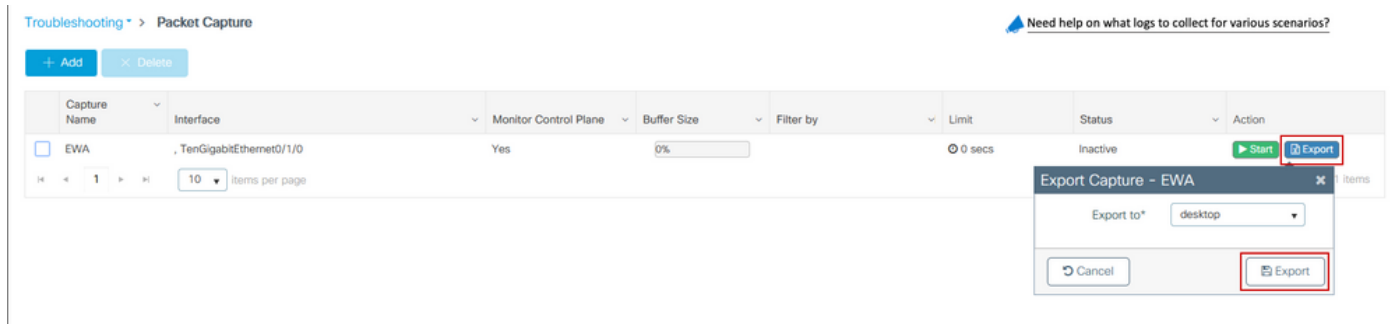 Troubleshooting > Packet Capture
Need help on what logs to collect for various scenarios?
+ Add
× Delete
Capture Name
Interface
Monitor Control Plane
Buffer Size
Filter by
Limit
Status
Action
EWA
, TenGigabitEthernet0/1/0
Yes
0%
0 secs
Inactive
Start
Export
1
10
items per page
1 items
Export Capture - EWA
Export to*
desktop
Cancel
Export